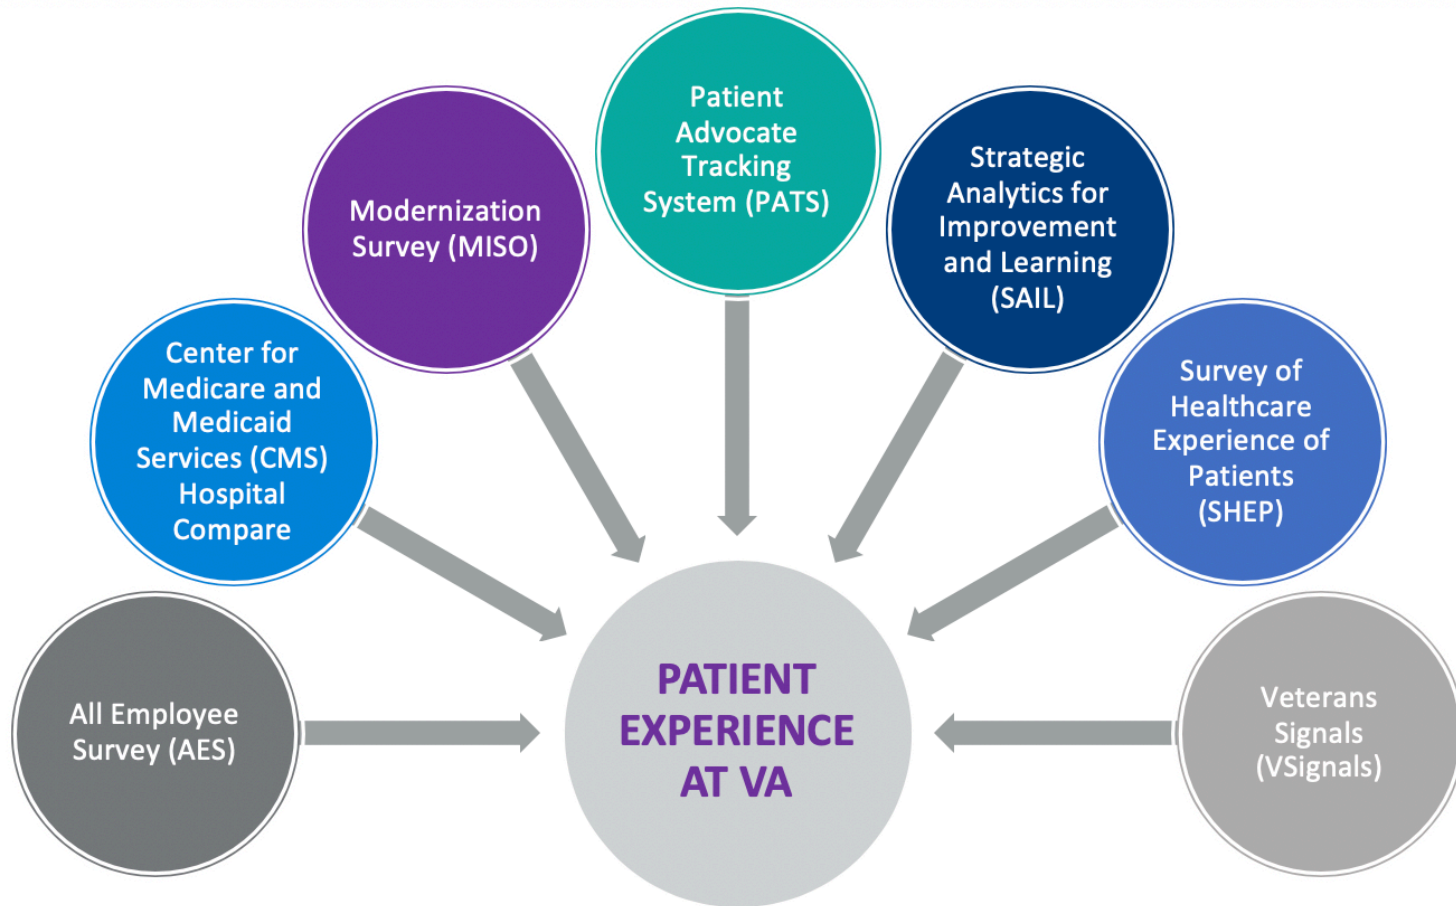 Patient
Advocate
Tracking
System (PATS)
Modernization
Survey (MISO)
Strategic
Analytics for
Improvement
and Learning
(SAIL)
Center for
Medicare and
Medicaid
Services (CMS)
Hospital
Compare
Survey of
Healthcare
Experience of
Patients
(SHEP)
All Employee
Survey (AES)
PATIENT
EXPERIENCE
AT VA
Veterans
Signals
(VSignals)